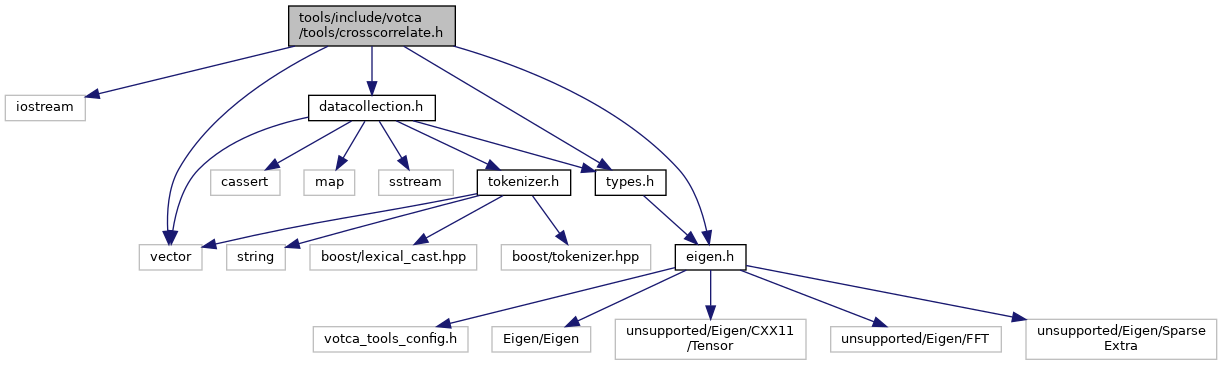 tools/include/votca
/tools/crosscorrelate.h
iostream
datacollection.h
cassert
map
sstream
tokenizer.h
types.h
vector
string
boost/lexical_cast.hpp
boost/tokenizer.hpp
eigen.h
votca_tools_config.h
Eigen/Eigen
unsupported/Eigen/CXX11
/Tensor
unsupported/Eigen/FFT
unsupported/Eigen/Sparse
Extra